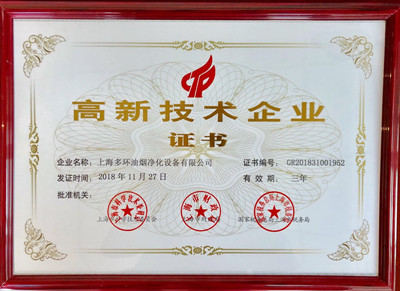 高新技术企业
证书
企业名称：上海多环油烟净化设备有限公司 证书编号：GR201831001952
发证时间：2018年11月27日 有效期：三年
批准机关：